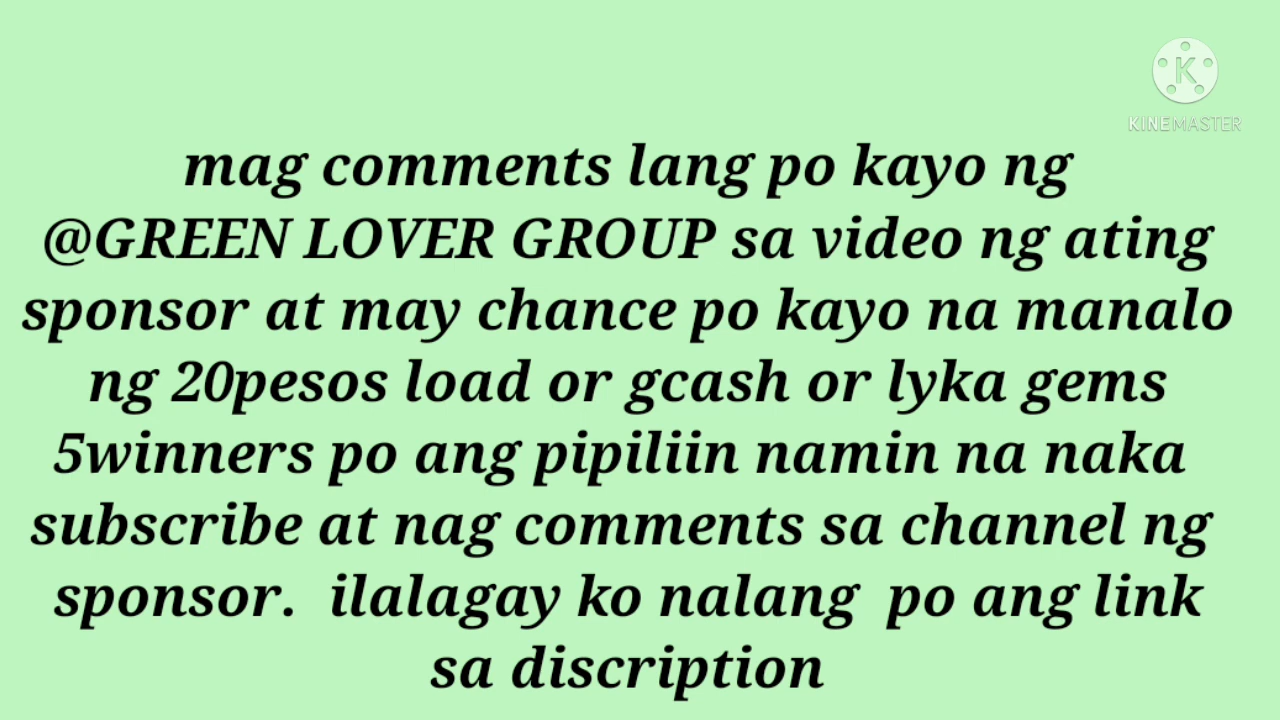 KINEMASTER
mag comments lang po kayo ng
@GREEN LOVER GROUP sa video ng ating
sponsor at may chance po kayo na manalo
ng 20pesos load or gcash or lyka gems
5winners po ang pipiliin namin na naka
subscribe at nag comments sa channel ng
sponsor. ilalagay ko nalang po ang link
sa discription